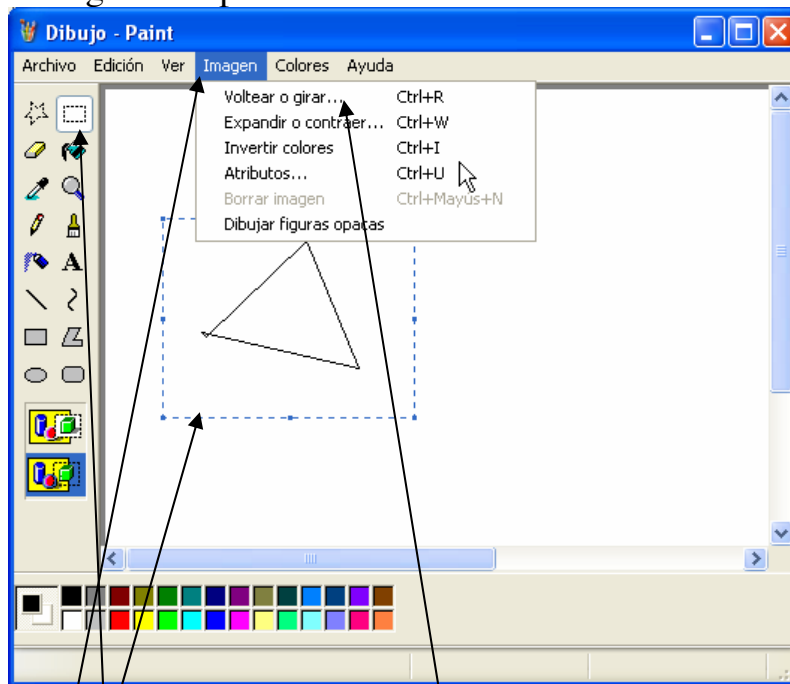 Dibujo - Paint
Archivo Edición Ver Imagen Colores Ayuda
Voltear o girar... Ctrl+R
Expandir o contraer... Ctrl+W
Invertir colores Ctrl+I
Atributos... Ctrl+U
Borrar imagen Ctrl+Mayús+N
Dibujar figuras opacas
A